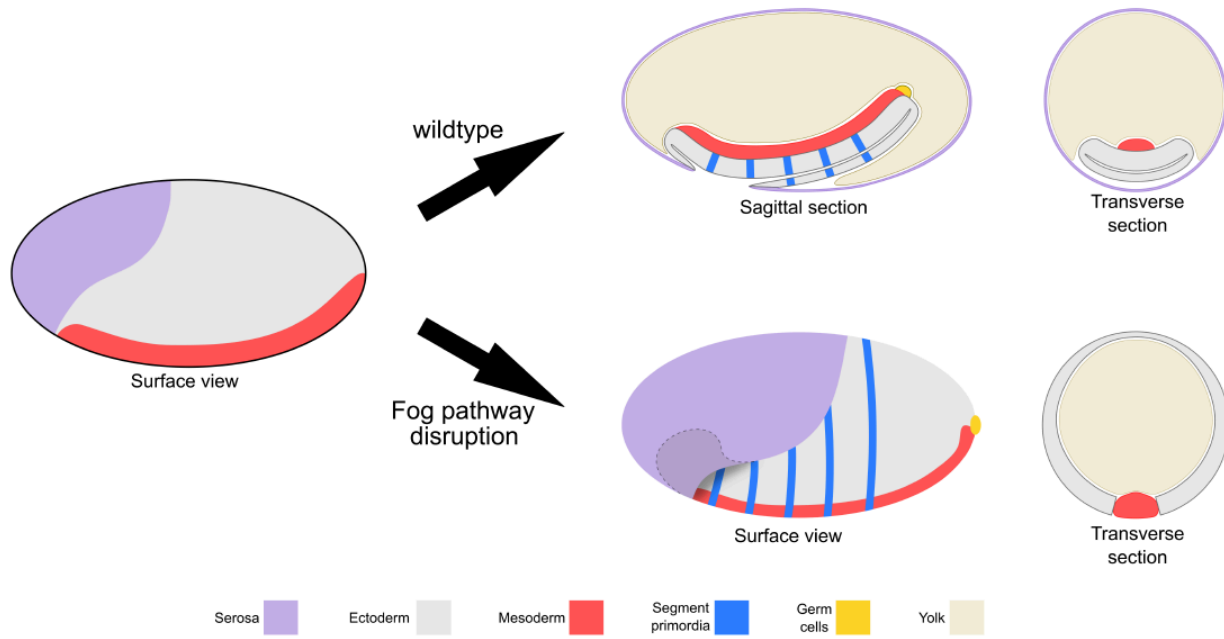 wildtype
Sagittal section
Transverse
section
Surface view
Fog pathway
disruption
Surface view
Transverse
section
Serosa
Ectoderm
Mesoderm
Segment
primordia
Germ
cells
Yolk